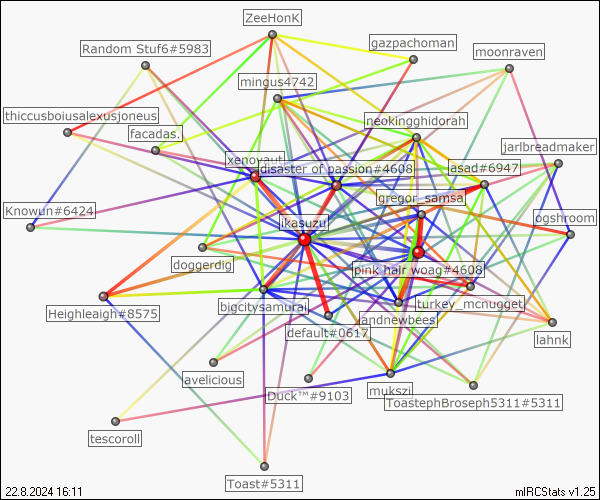 ZeeHonK
gazpachoman
Random Stuf6#5983
moonraven
mingus4742
thiccusboiusalexusjoneus
neokingghidorah
facadas.
jarlbreadmaker
xenovaut
disaster of passion#4608
asad#6947
gregor_samsa
Knowun#6424
ikasuzu
ogshroom
doggerdig
pink hair woag#4608
bigcitysamurai
turkey_mcnugget
Heighleaigh#8575
andnewbees
default#0617
lahnk
avelicious
Duck™#9103
mukszi
ToastephBroseph5311#5311
tescoroll
Toast#5311
22.8.2024 16:11
mIRCStats v1.25